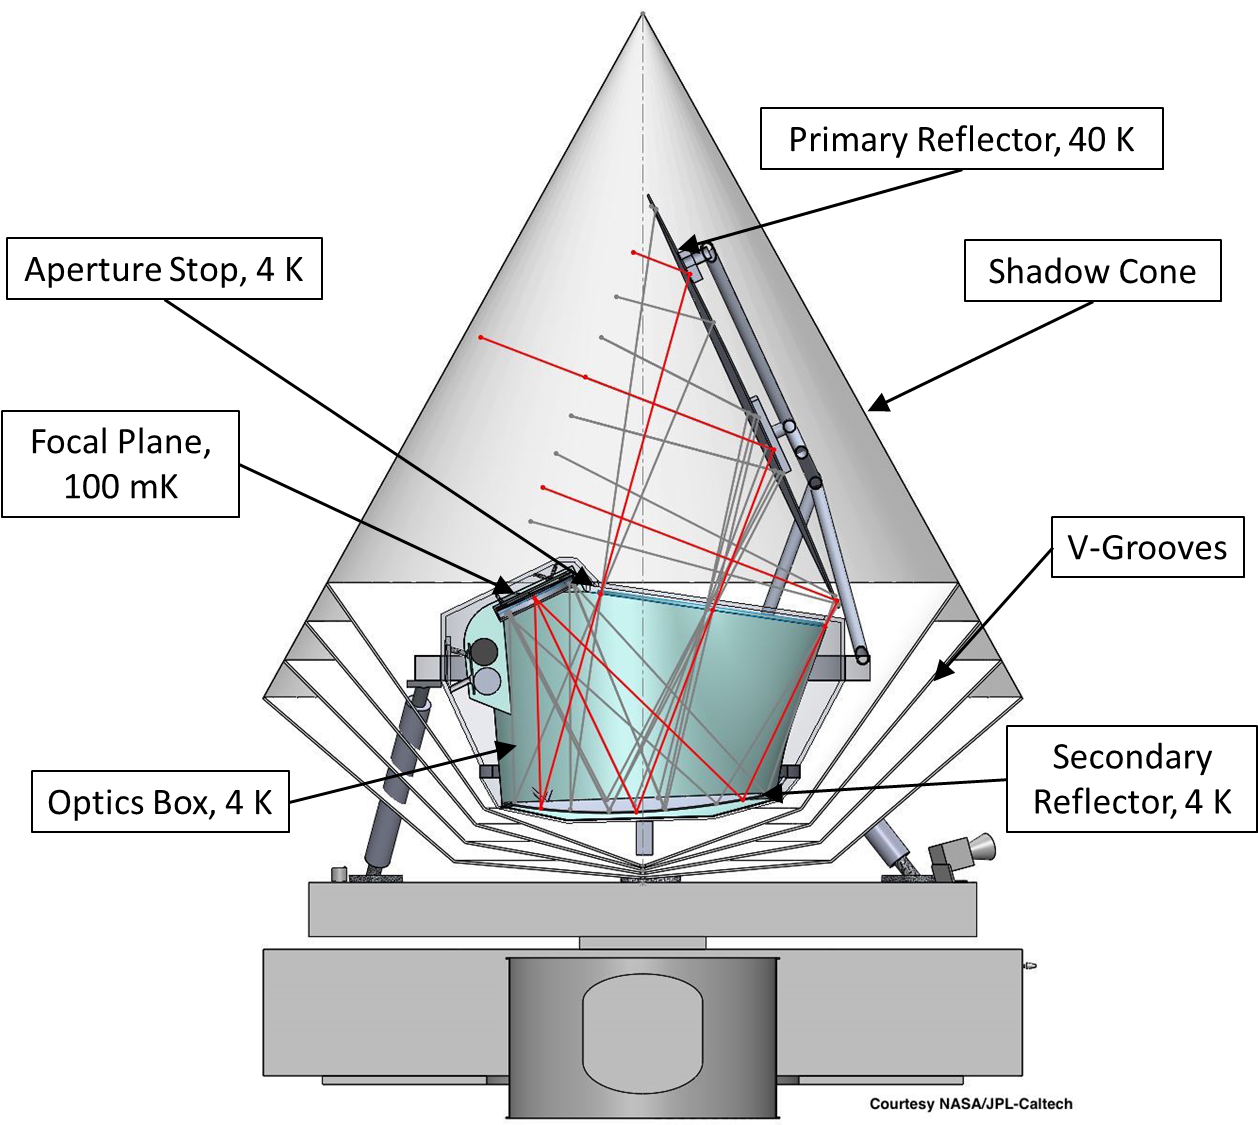 Primary Reflector, 40 K
Aperture Stop, 4 K
Shadow Cone
Focal Plane,
100 mK
V-Grooves
Secondary
Reflector, 4 K
Optics Box, 4 K
Courtesy NASA/JPL-Caltech